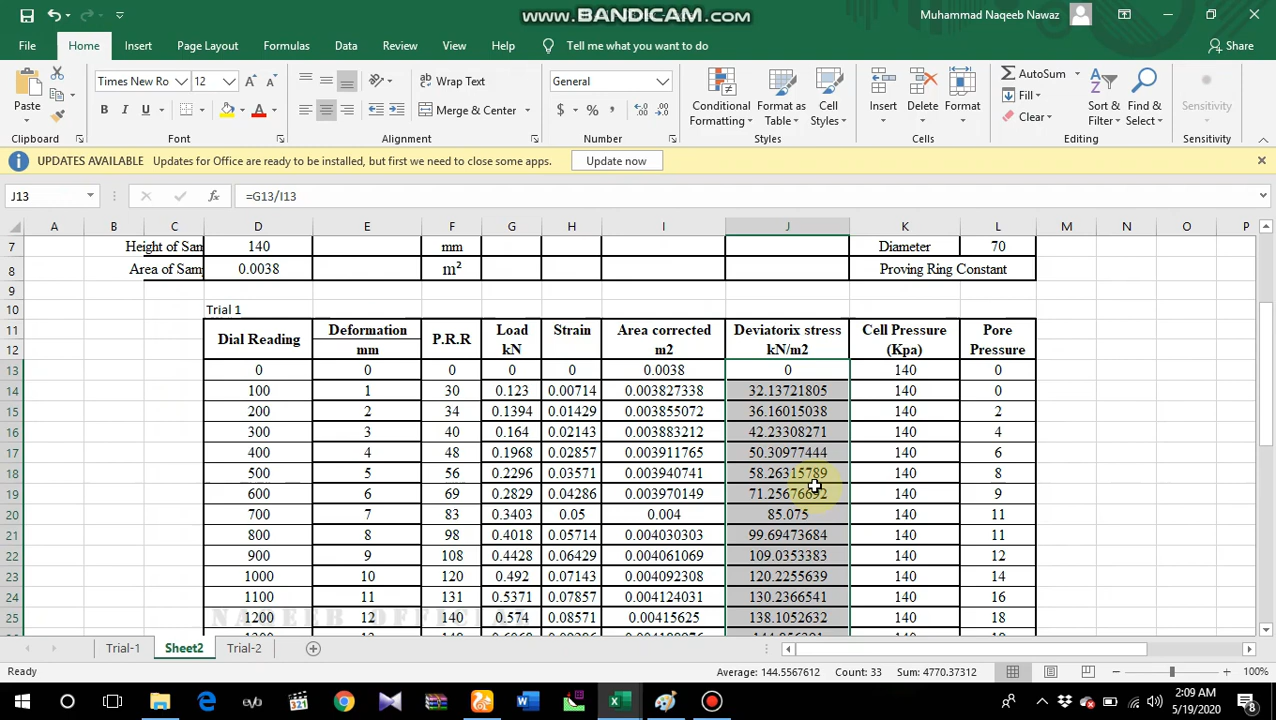 www.BANDICAM.com
Muhammad Naqeeb Nawaz
File Home Insert Page Layout Formulas Data Review View Help Tell me what you want to do Share
Paste
Clipboard
Times New Ro 12
B I U
Font
Wrap Text
Merge & Center
Alignment
General
$ % ,
Number
Conditional Formatting
Format as Table
Cell Styles
Styles
Insert Delete Format
Cells
AutoSum
Fill
Clear
Sort & Filter
Find & Select
Editing
Sensitivity
Sensitivity
UPDATES AVAILABLE Updates for Office are ready to be installed, but first we need to close some apps. Update now
J13 fx =G13/I13
A B C D E F G H I J K L M N O P
7 Height of Sam 140 mm Diameter 70
8 Area of Sam 0.0038 m² Proving Ring Constant
9
10 Trial 1
11 Dial Reading Deformation P.R.R Load Strain Area corrected Deviatorix stress Cell Pressure Pore
12 mm kN m2 kN/m2 (Kpa) Pressure
13 0 0 0 0 0 0.0038 0 140 0
14 100 1 30 0.123 0.00714 0.003827338 32.13721805 140 0
15 200 2 34 0.1394 0.01429 0.003855072 36.16015038 140 2
16 300 3 40 0.164 0.02143 0.003883212 42.23308271 140 4
17 400 4 48 0.1968 0.02857 0.003911765 50.30977444 140 6
18 500 5 56 0.2296 0.03571 0.003940741 58.26315789 140 8
19 600 6 69 0.2829 0.04286 0.003970149 71.25676692 140 9
20 700 7 83 0.3403 0.05 0.004 85.075 140 11
21 800 8 98 0.4018 0.05714 0.004030303 99.69473684 140 11
22 900 9 108 0.4428 0.06429 0.004061069 109.0353383 140 12
23 1000 10 120 0.492 0.07143 0.004092308 120.2255639 140 14
24 1100 11 131 0.5371 0.07857 0.004124031 130.2366541 140 16
25 1200 12 140 0.574 0.08571 0.00415625 138.1052632 140 18
NAQEEB OFFICIAL
Trial-1 Sheet2 Trial-2
Ready Average: 144.5567612 Count: 33 Sum: 4770.37312 100%
2:09 AM
5/19/2020